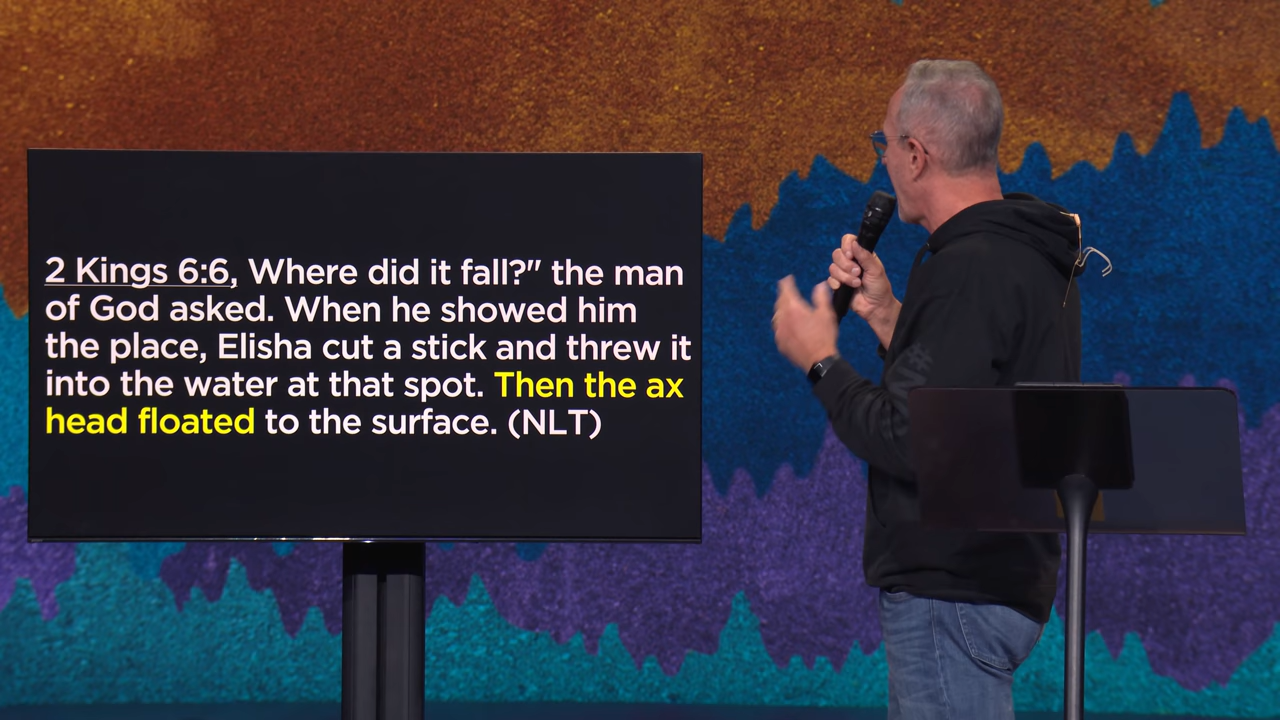 2 Kings 6:6, Where did it fall?" the man
of God asked. When he showed him
the place, Elisha cut a stick and threw it
into the water at that spot. Then the ax
head floated to the surface. (NLT)